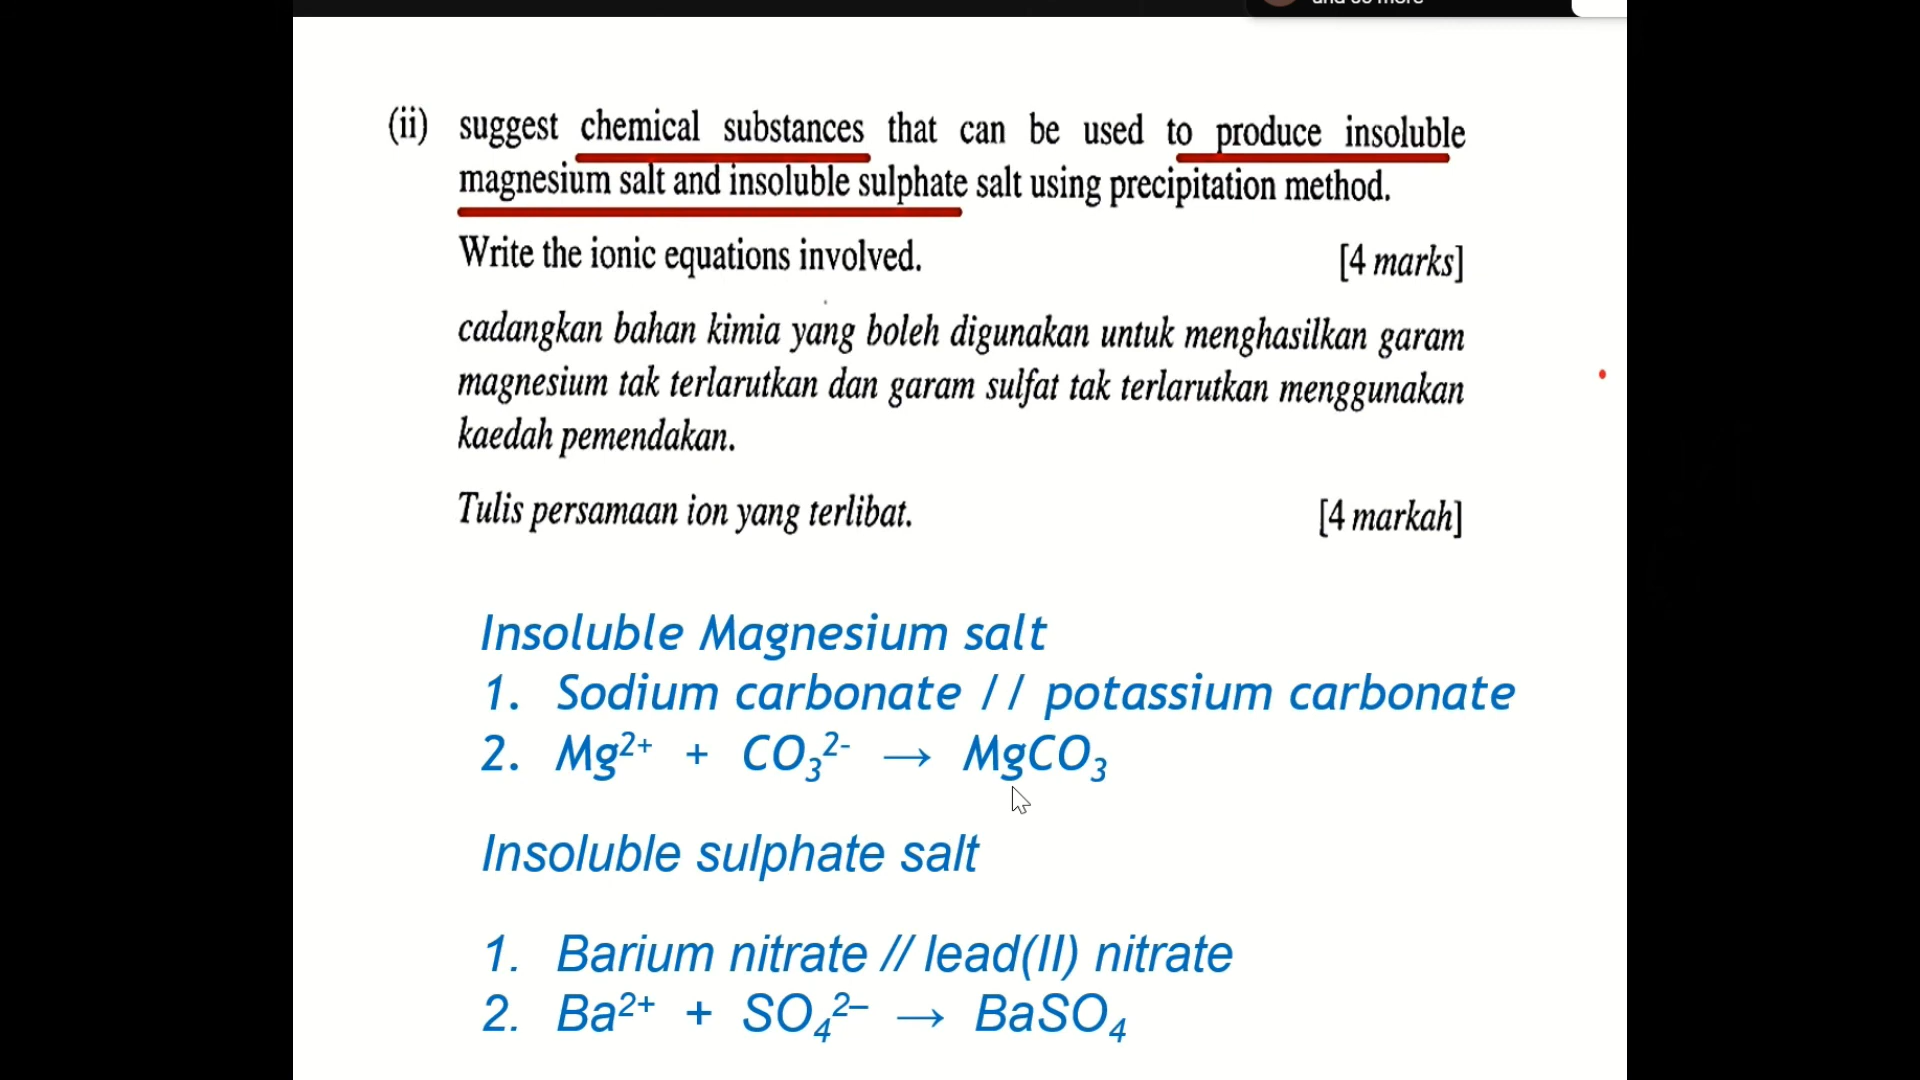 and 36 more
(ii) suggest chemical substances that can be used to produce insoluble
magnesium salt and insoluble sulphate salt using precipitation method.
Write the ionic equations involved. [4 marks]
cadangkan bahan kimia yang boleh digunakan untuk menghasilkan garam
magnesium tak terlarutkan dan garam sulfat tak terlarutkan menggunakan
kaedah pemendakan.
Tulis persamaan ion yang terlibat. [4 markah]
Insoluble Magnesium salt
1. Sodium carbonate // potassium carbonate
2. Mg²⁺ + CO₃²⁻ → MgCO₃
Insoluble sulphate salt
1. Barium nitrate // lead(II) nitrate
2. Ba²⁺ + SO₄²⁻ → BaSO₄